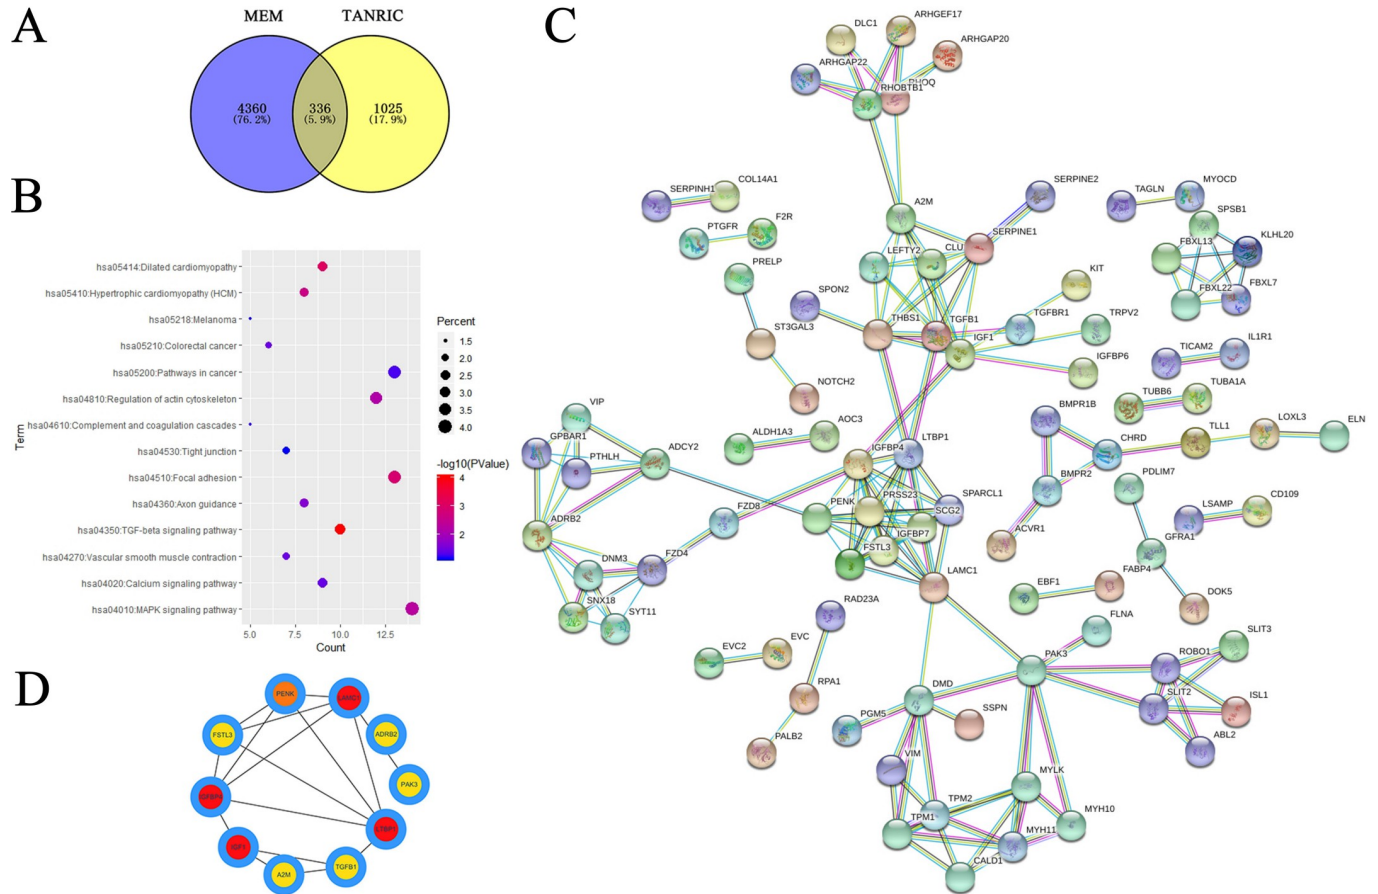 A
MEM
TANRIC
4360
(76.2%)
336
(5.9%)
1025
(17.9%)
B
hsa05414:Dilated cardiomyopathy
hsa05410:Hypertrophic cardiomyopathy (HCM)
hsa05218:Melanoma
hsa05210:Colorectal cancer
hsa05200:Pathways in cancer
hsa04810:Regulation of actin cytoskeleton
hsa04610:Complement and coagulation cascades
hsa04530:Tight junction
hsa04510:Focal adhesion
hsa04360:Axon guidance
hsa04350:TGF-beta signaling pathway
hsa04270:Vascular smooth muscle contraction
hsa04020:Calcium signaling pathway
hsa04010:MAPK signaling pathway
Term
5.0
7.5
10.0
12.5
Count
Percent
1.5
2.0
2.5
3.0
3.5
4.0
-log10(PValue)
4
3
2
C
DLC1
ARHGEF17
ARHGAP20
ARHGAP22
RHOBTB1
RHOQ
SERPINH1
COL14A1
PTGFR
F2R
A2M
SERPINE2
SERPINE1
TAGLN
MYOCD
SPSB1
FBXL13
KLHL20
FBXL22
FBXL7
LEFTY2
CLU
PRELP
SPON2
THBS1
TGFB1
KIT
TGFBR1
TRPV2
IGF1
ST3GAL3
IGFBP6
NOTCH2
TICAM2
IL1R1
TUBB6
TUBA1A
VIP
GPBAR1
PTHLH
ADCY2
ALDH1A3
AOC3
BMPR1B
CHRD
TLL1
LOXL3
ELN
LTBP1
IGFBP4
BMPR2
PDLIM7
PENK
PRSS23
SPARCL1
SCG2
LSAMP
CD109
FZD8
ADRB2
IGFBP7
FSTL3
ACVR1
GFRA1
DNM3
FZD4
LAMC1
FABP4
EBF1
DOK5
SNX18
SYT11
RAD23A
FLNA
EVC2
EVC
PAK3
ROBO1
SLIT3
RPA1
DMD
SLIT2
ISL1
PGM5
SSPN
PALB2
ABL2
VIM
MYLK
TPM2
TPM1
MYH10
MYH11
CALD1
D
PENK
LAMC1
FSTL3
ADRB2
IGFBP4
PAK3
LTBP1
IGF1
A2M
TGFB1